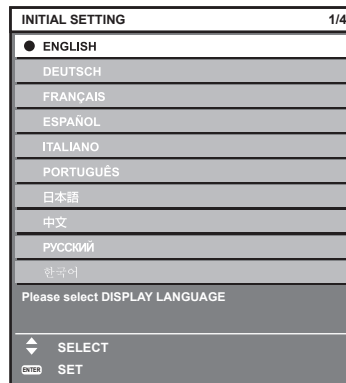 INITIAL SETTING 1/4
ENGLISH
DEUTSCH
FRANÇAIS
ESPAÑOL
ITALIANO
PORTUGUÊS
日本語
中文
РУССКИЙ
한국어
Please select DISPLAY LANGUAGE
SELECT
ENTER SET